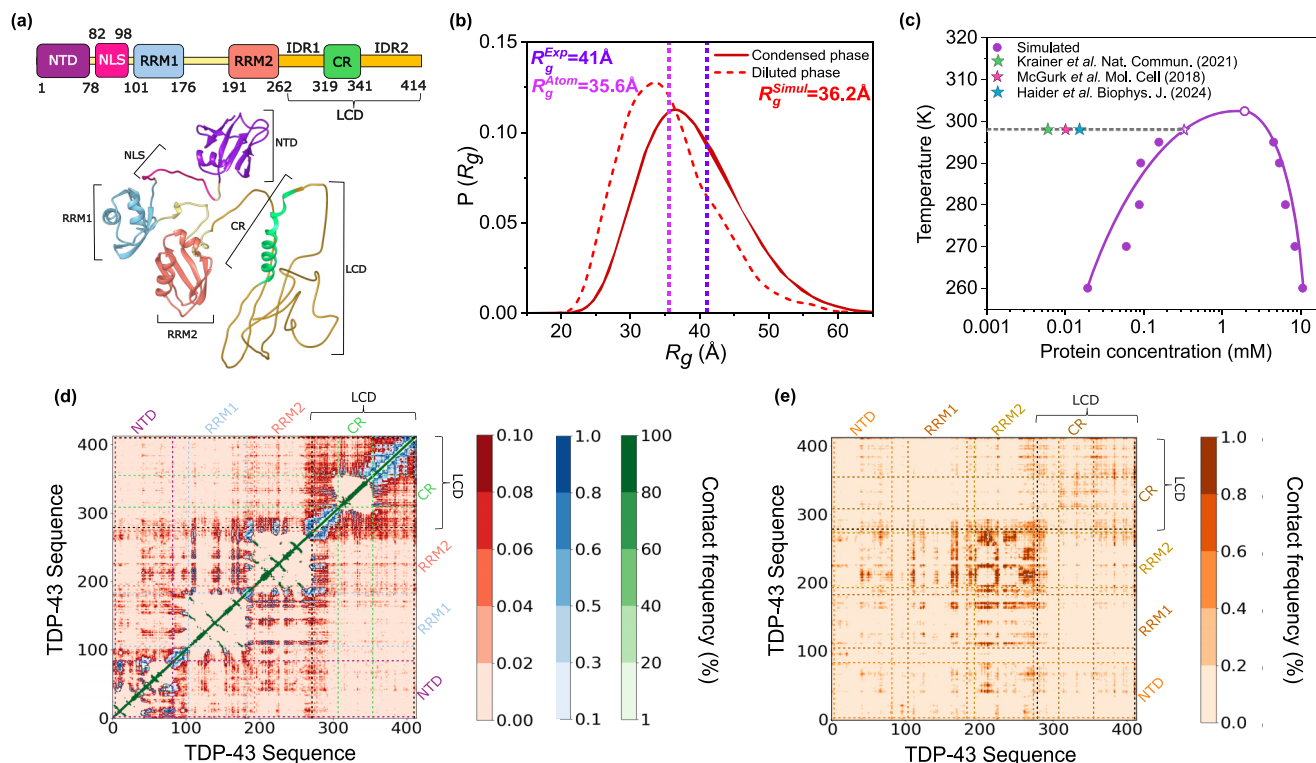 (a)
82 98
NTD NLS RRM1 RRM2 IDR1 CR IDR2
1 78 101 176 191 262 319 341 414
LCD
NTD
NLS
RRM1
CR
LCD
RRM2
(b)
R_g^Exp=41Å
R_g^Atom=35.6Å
Condensed phase
Diluted phase
R_g^Simul=36.2Å
P (Rg)
0.15
0.10
0.05
0.00
20 30 40 50 60
Rg (Å)
(c)
Simulated
Krainer et al. Nat. Commun. (2021)
McGurk et al. Mol. Cell (2018)
Haider et al. Biophys. J. (2024)
Temperature (K)
320
310
300
290
280
270
260
0.001 0.01 0.1 1 10
Protein concentration (mM)
(d)
LCD
NTD RRM1 RRM2 CR
TDP-43 Sequence
400
300
200
100
0
0 100 200 300 400
TDP-43 Sequence
LCD
CR
RRM2
RRM1
NTD
0.10
0.08
0.06
0.04
0.02
0.00
1.0
0.8
0.6
0.5
0.3
0.1
100
80
60
40
20
1
Contact frequency (%)
(e)
LCD
NTD RRM1 RRM2 CR
TDP-43 Sequence
400
300
200
100
0
0 100 200 300 400
TDP-43 Sequence
LCD
CR
RRM2
RRM1
NTD
1.0
0.8
0.6
0.4
0.2
0.0
Contact frequency (%)